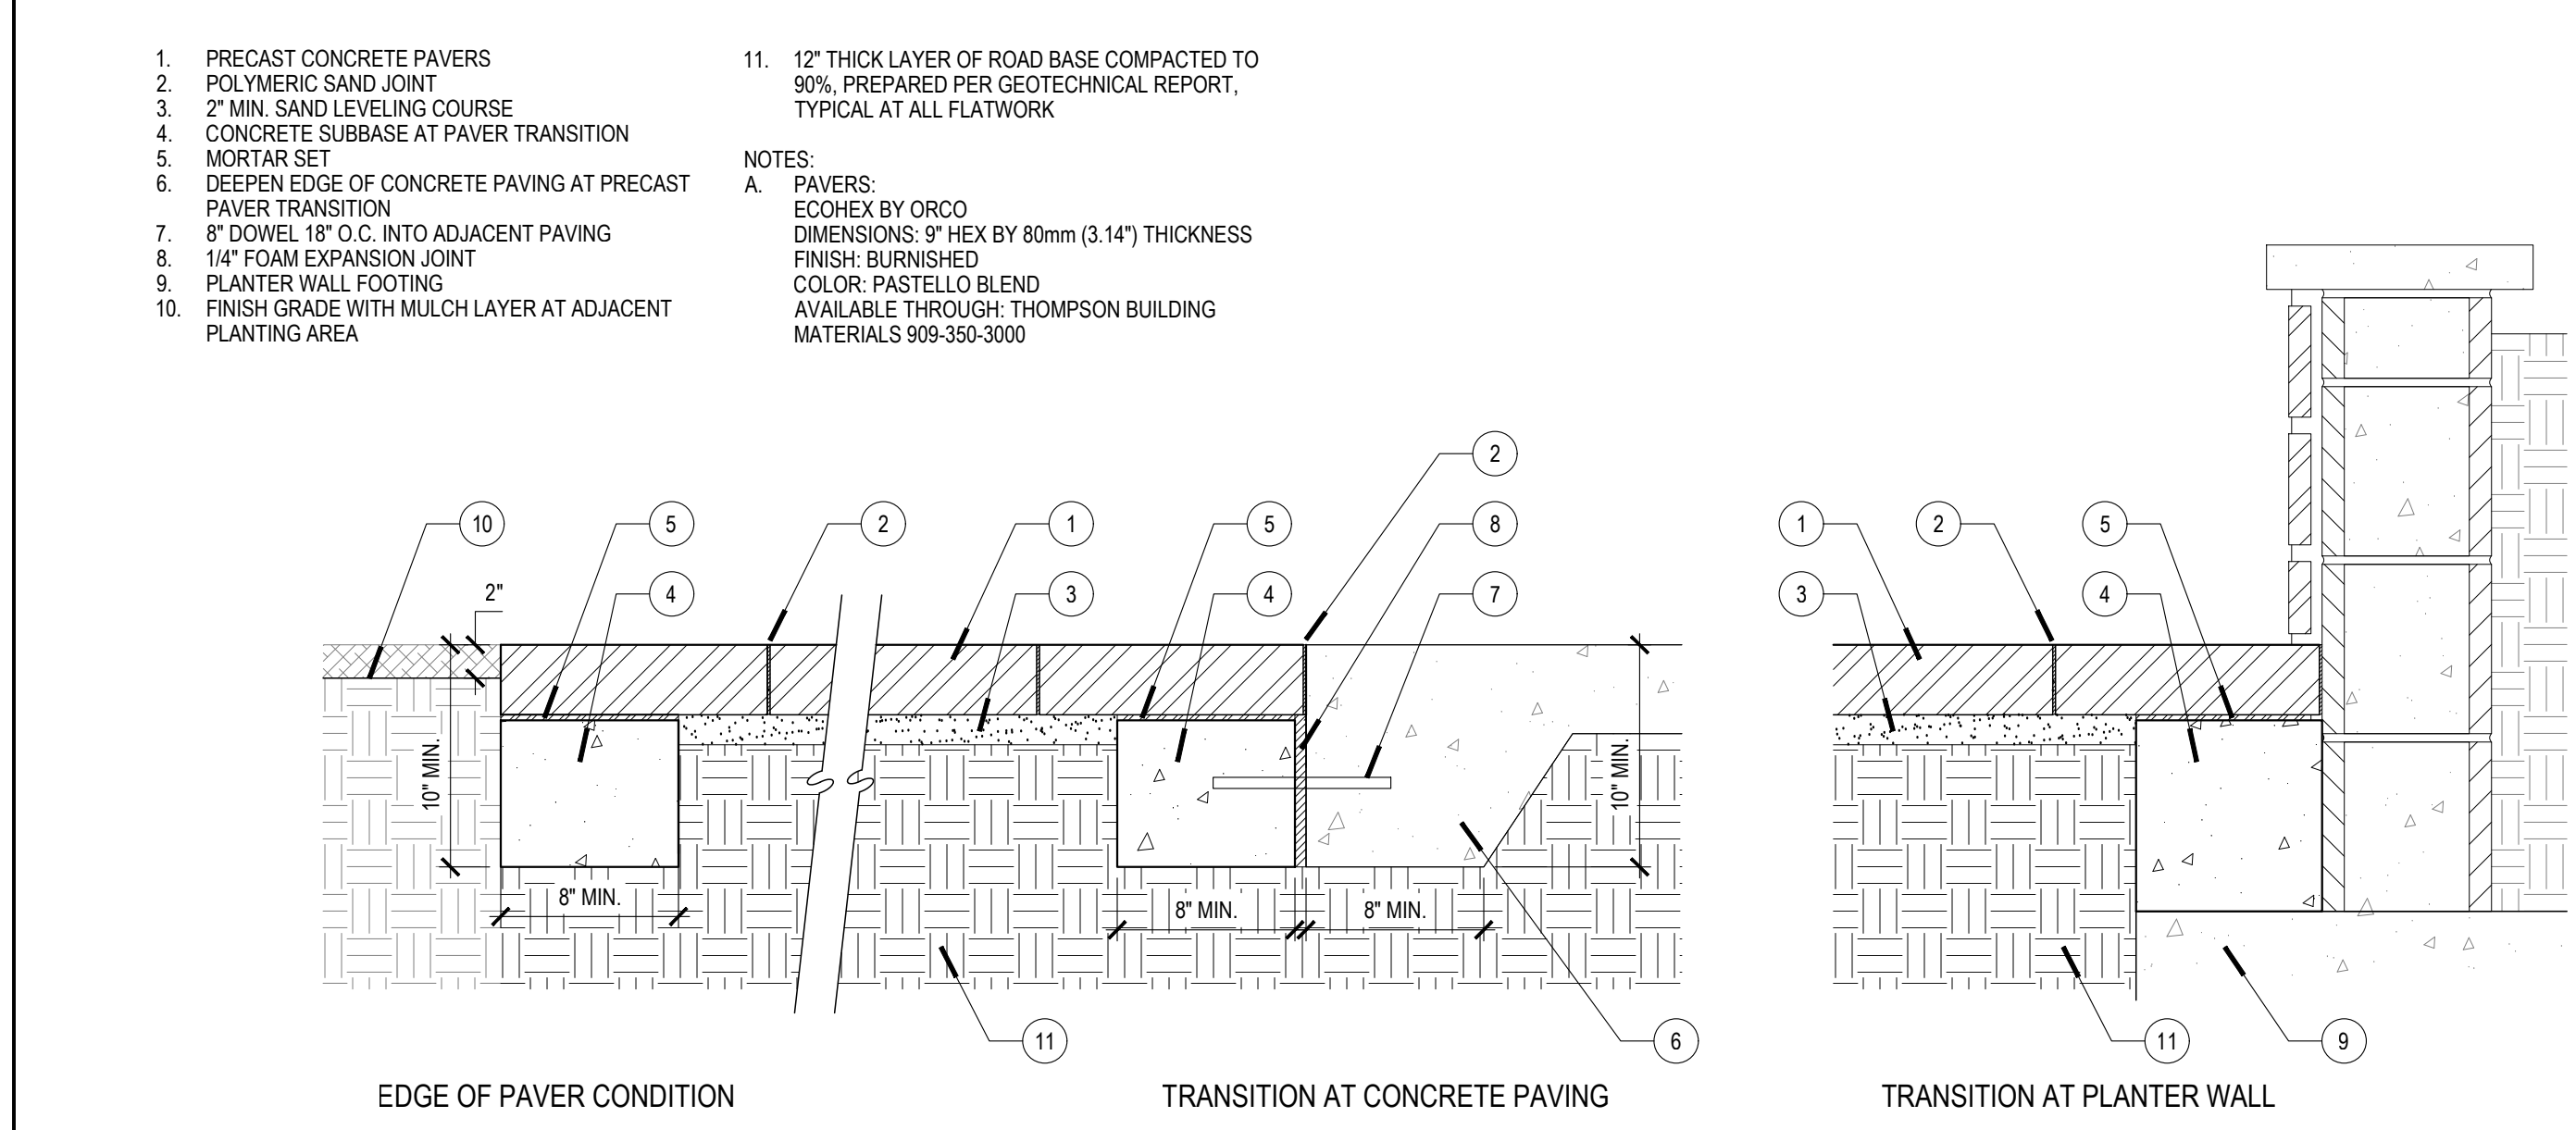 1. PRECAST CONCRETE PAVERS
2. POLYMERIC SAND JOINT
3. 2" MIN. SAND LEVELING COURSE
4. CONCRETE SUBBASE AT PAVER TRANSITION
5. MORTAR SET
6. DEEPEN EDGE OF CONCRETE PAVING AT PRECAST
PAVER TRANSITION
7. 8" DOWEL 18" O.C. INTO ADJACENT PAVING
8. 1/4" FOAM EXPANSION JOINT
9. PLANTER WALL FOOTING
10. FINISH GRADE WITH MULCH LAYER AT ADJACENT
PLANTING AREA
11. 12" THICK LAYER OF ROAD BASE COMPACTED TO
90%, PREPARED PER GEOTECHNICAL REPORT,
TYPICAL AT ALL FLATWORK
NOTES:
A. PAVERS:
ECOHEX BY ORCO
DIMENSIONS: 9" HEX BY 80mm (3.14") THICKNESS
FINISH: BURNISHED
COLOR: PASTELLO BLEND
AVAILABLE THROUGH: THOMPSON BUILDING
MATERIALS 909-350-3000
2
10 5 2 1 5 8 1 2 5
2" 4 3 4 7 3 4
10" MIN. 10" MIN.
8" MIN. 8" MIN. 8" MIN.
11 6 11 9
EDGE OF PAVER CONDITION
TRANSITION AT CONCRETE PAVING
TRANSITION AT PLANTER WALL